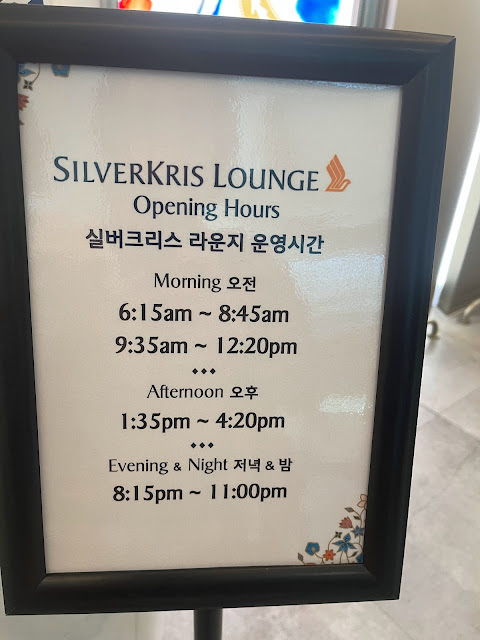 SILVERKRIS LOUNGE
Opening Hours
실버크리스 라운지 운영시간
Morning 오전
6:15am ~ 8:45am
9:35am ~ 12:20pm
Afternoon 오후
1:35pm ~ 4:20pm
Evening & Night 저녁 & 밤
8:15pm ~ 11:00pm